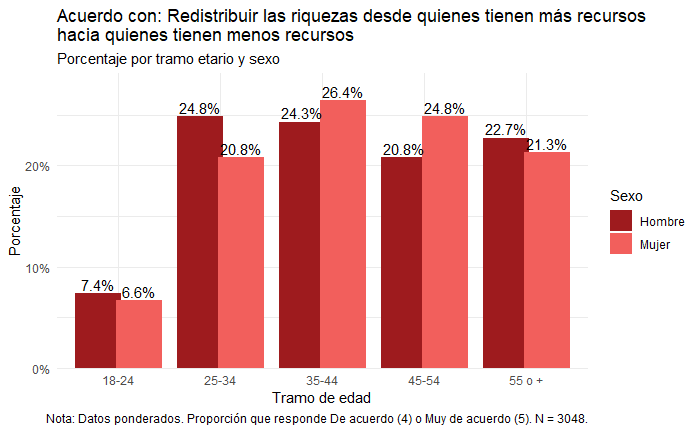 Acuerdo con: Redistribuir las riquezas desde quienes tienen más recursos
hacia quienes tienen menos recursos
Porcentaje por tramo etario y sexo
24.8%
20.8%
24.3%
26.4%
20.8%
24.8%
22.7%
21.3%
7.4%
6.6%
20%
10%
0%
Porcentaje
18-24
25-34
35-44
45-54
55 o +
Tramo de edad
Sexo
Hombre
Mujer
Nota: Datos ponderados. Proporción que responde De acuerdo (4) o Muy de acuerdo (5). N = 3048.